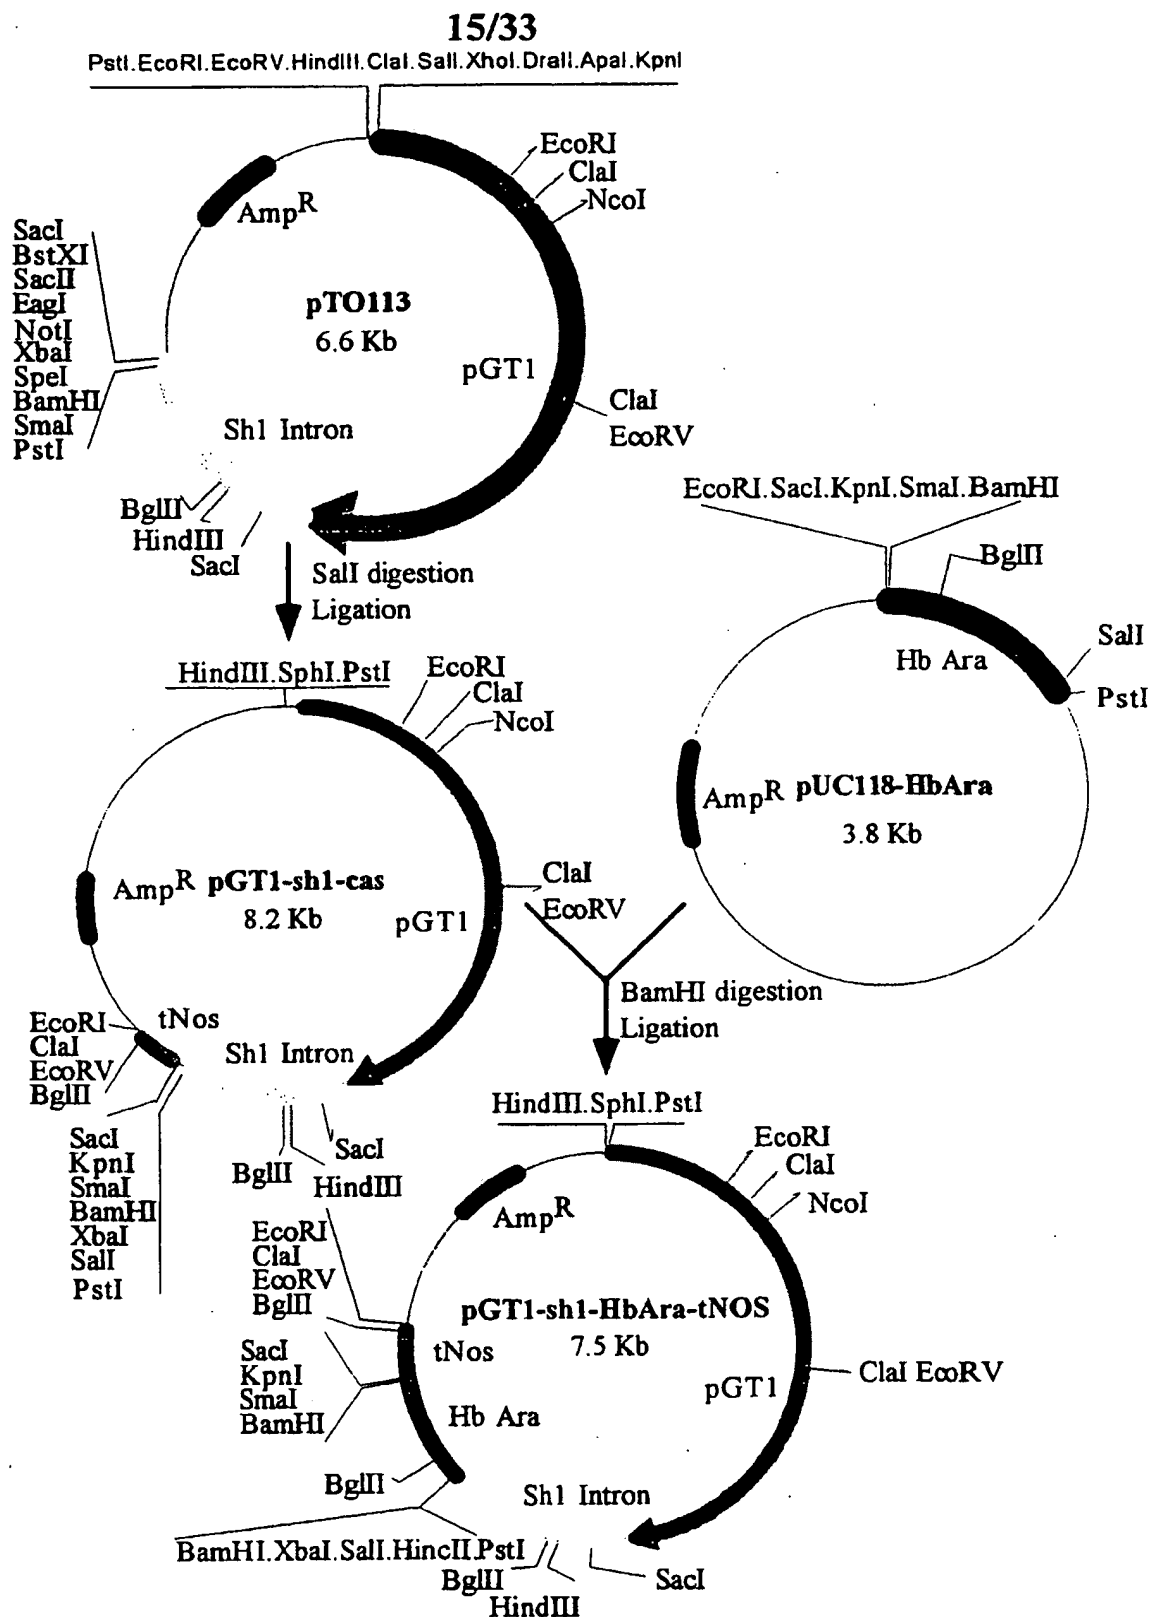 15/33
PstI.EcoRI.EcoRV.HindIII.ClaI.SalI.XhoI.DraII.ApaI.KpnI
EcoRI
ClaI
NcoI
AmpR
SacI
BstXI
SacII
EagI
NotI
XbaI
SpeI
BamHI
SmaI
PstI
pTO113
6.6 Kb
pGT1
ClaI
EcoRV
Sh1 Intron
BglII
HindIII
SacI
SalI digestion
Ligation
EcoRI.SacI.KpnI.SmaI.BamHI
BglII
Hb Ara
SalI
PstI
AmpR pUC118-HbAra
3.8 Kb
HindIII.SphI.PstI
EcoRI
ClaI
NcoI
AmpR pGT1-sh1-cas
8.2 Kb
pGT1
ClaI
EcoRV
BamHI digestion
Ligation
EcoRI
ClaI
EcoRV
BglII
tNos
Sh1 Intron
SacI
KpnI
SmaI
BamHI
XbaI
SalI
PstI
BglII
SacI
HindIII
HindIII.SphI.PstI
EcoRI
ClaI
NcoI
AmpR
EcoRI
ClaI
EcoRV
BglII
pGT1-sh1-HbAra-tNOS
7.5 Kb
SacI
KpnI
SmaI
BamHI
tNos
pGT1
ClaI EcoRV
Hb Ara
BglII
Sh1 Intron
BamHI.XbaI.SalI.HincII.PstI
BglII
HindIII
SacI